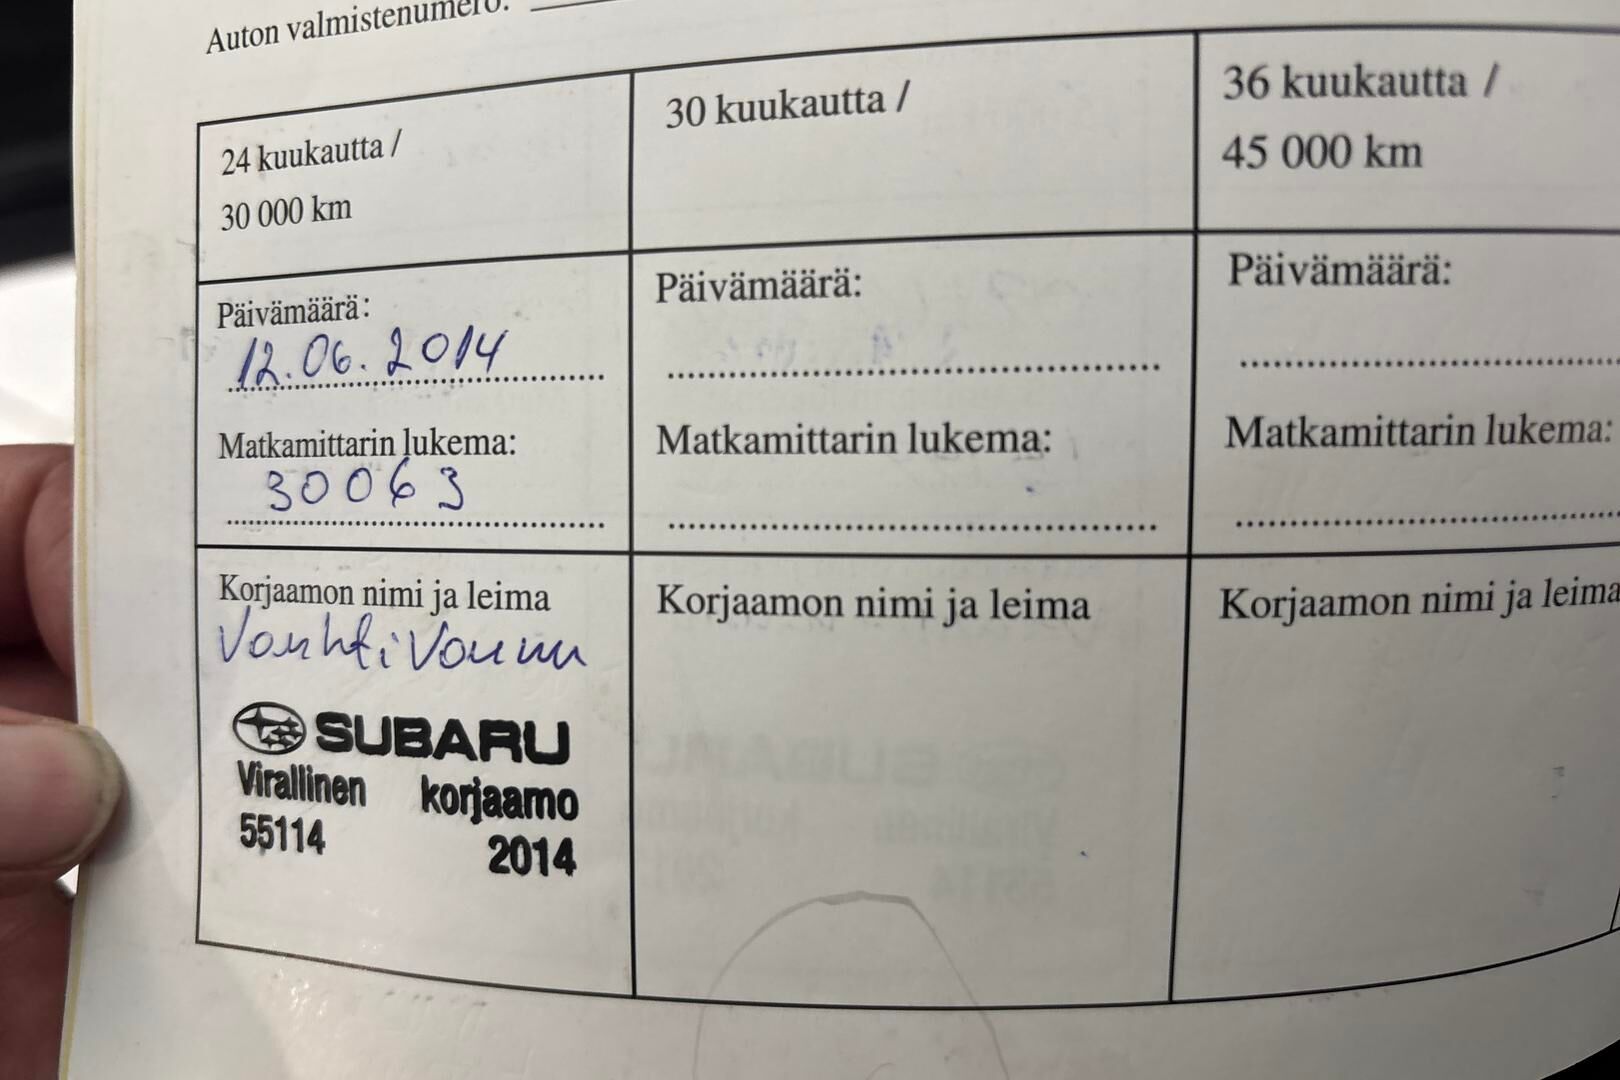 Auton valmistenumero:
24 kuukautta /
30 000 km
Päivämäärä:
12.06.2014
Matkamittarin lukema:
30063
Korjaamon nimi ja leima
SUBARU
Virallinen korjaamo
55114 2014
30 kuukautta /
Päivämäärä:
Matkamittarin lukema:
Korjaamon nimi ja leima
36 kuukautta /
45 000 km
Päivämäärä:
Matkamittarin lukema:
Korjaamon nimi ja leima